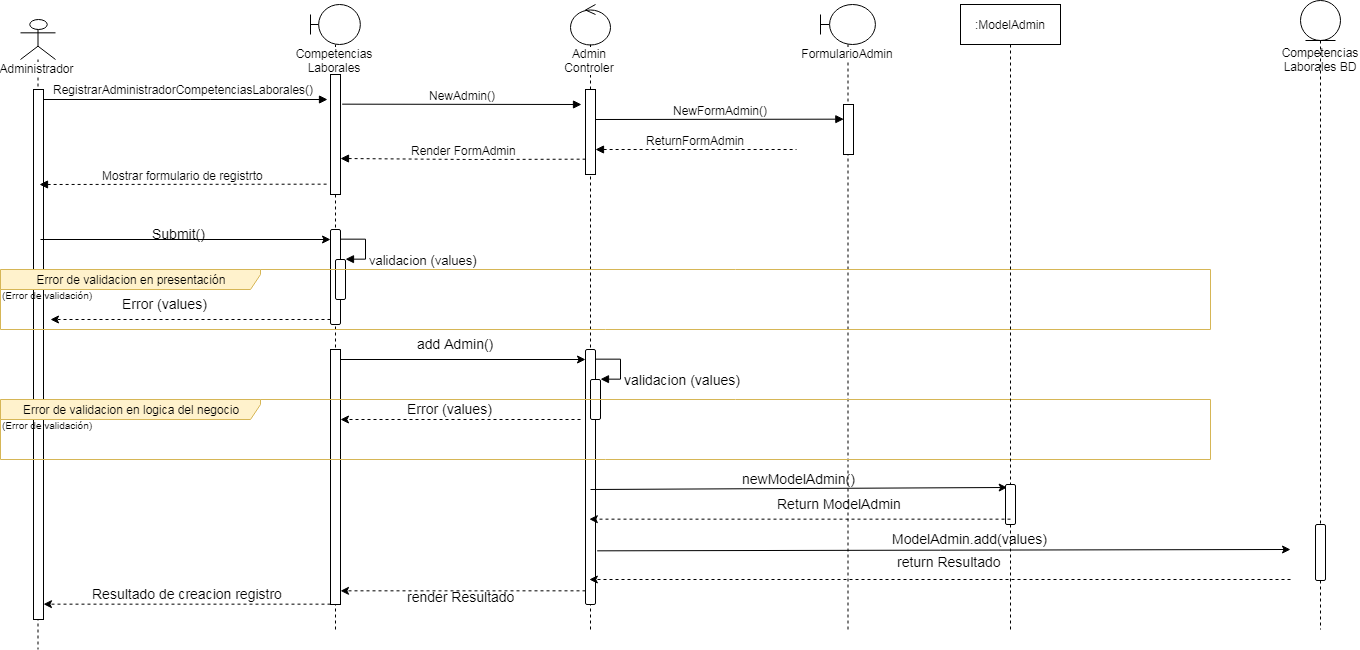 Administrador
Competencias
Laborales
Admin
Controler
FormularioAdmin
:ModelAdmin
Competencias
Laborales BD
RegistrarAdministradorCompetenciasLaborales()
NewAdmin()
NewFormAdmin()
ReturnFormAdmin
Render FormAdmin
Mostrar formulario de registrto
Submit()
validacion (values)
Error de validacion en presentación
(Error de validación)
Error (values)
add Admin()
validacion (values)
Error de validacion en logica del negocio
(Error de validación)
Error (values)
newModelAdmin()
Return ModelAdmin
ModelAdmin.add(values)
return Resultado
Resultado de creacion registro
render Resultado